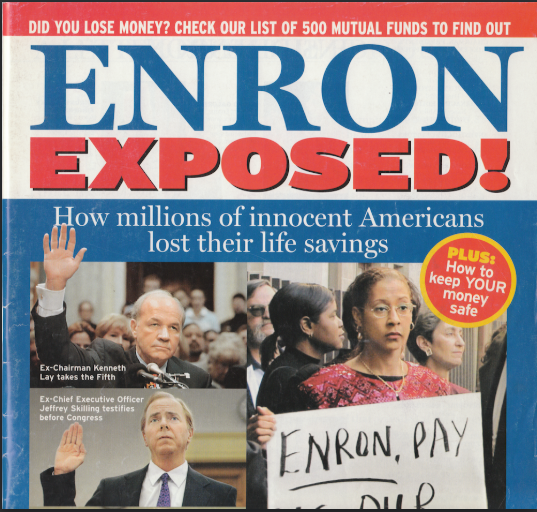 DID YOU LOSE MONEY? CHECK OUR LIST OF 500 MUTUAL FUNDS TO FIND OUT
ENRON
EXPOSED!
How millions of innocent Americans
lost their life savings
PLUS:
How to
keep YOUR
money
safe
Ex-Chairman Kenneth
Lay takes the Fifth
Ex-Chief Executive Officer
Jeffrey Skilling testifies
before Congress
ENRON, PAY
OUR